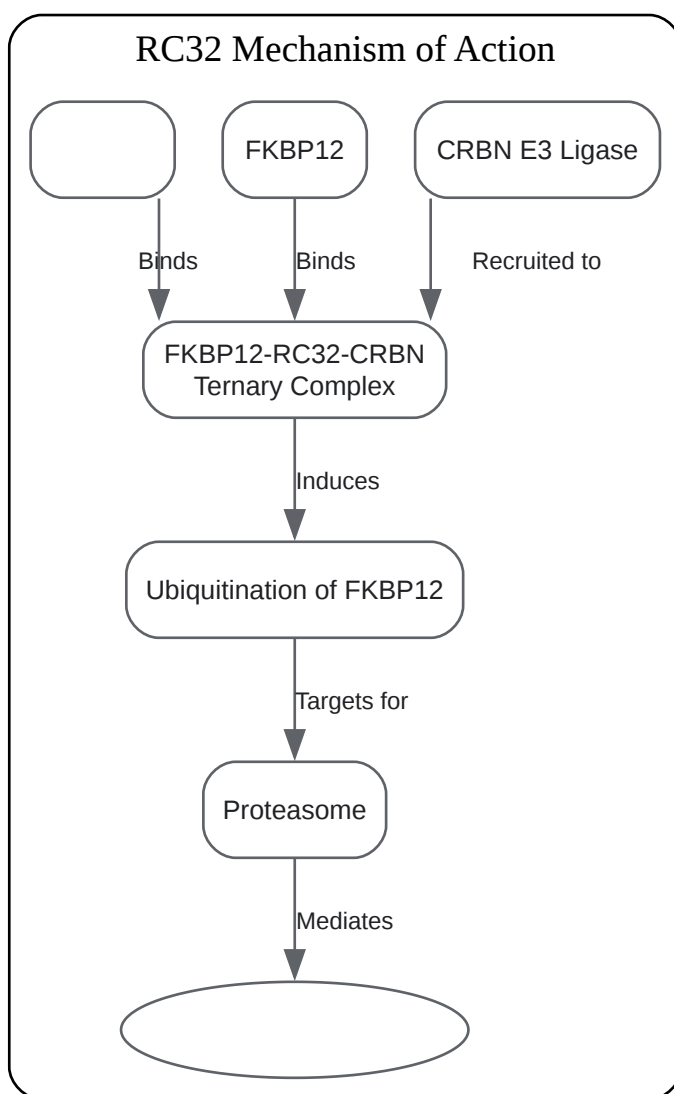 RC32 Mechanism of Action
FKBP12
CRBN E3 Ligase
Binds
Binds
Recruited to
FKBP12-RC32-CRBN
Ternary Complex
Induces
Ubiquitination of FKBP12
Targets for
Proteasome
Mediates